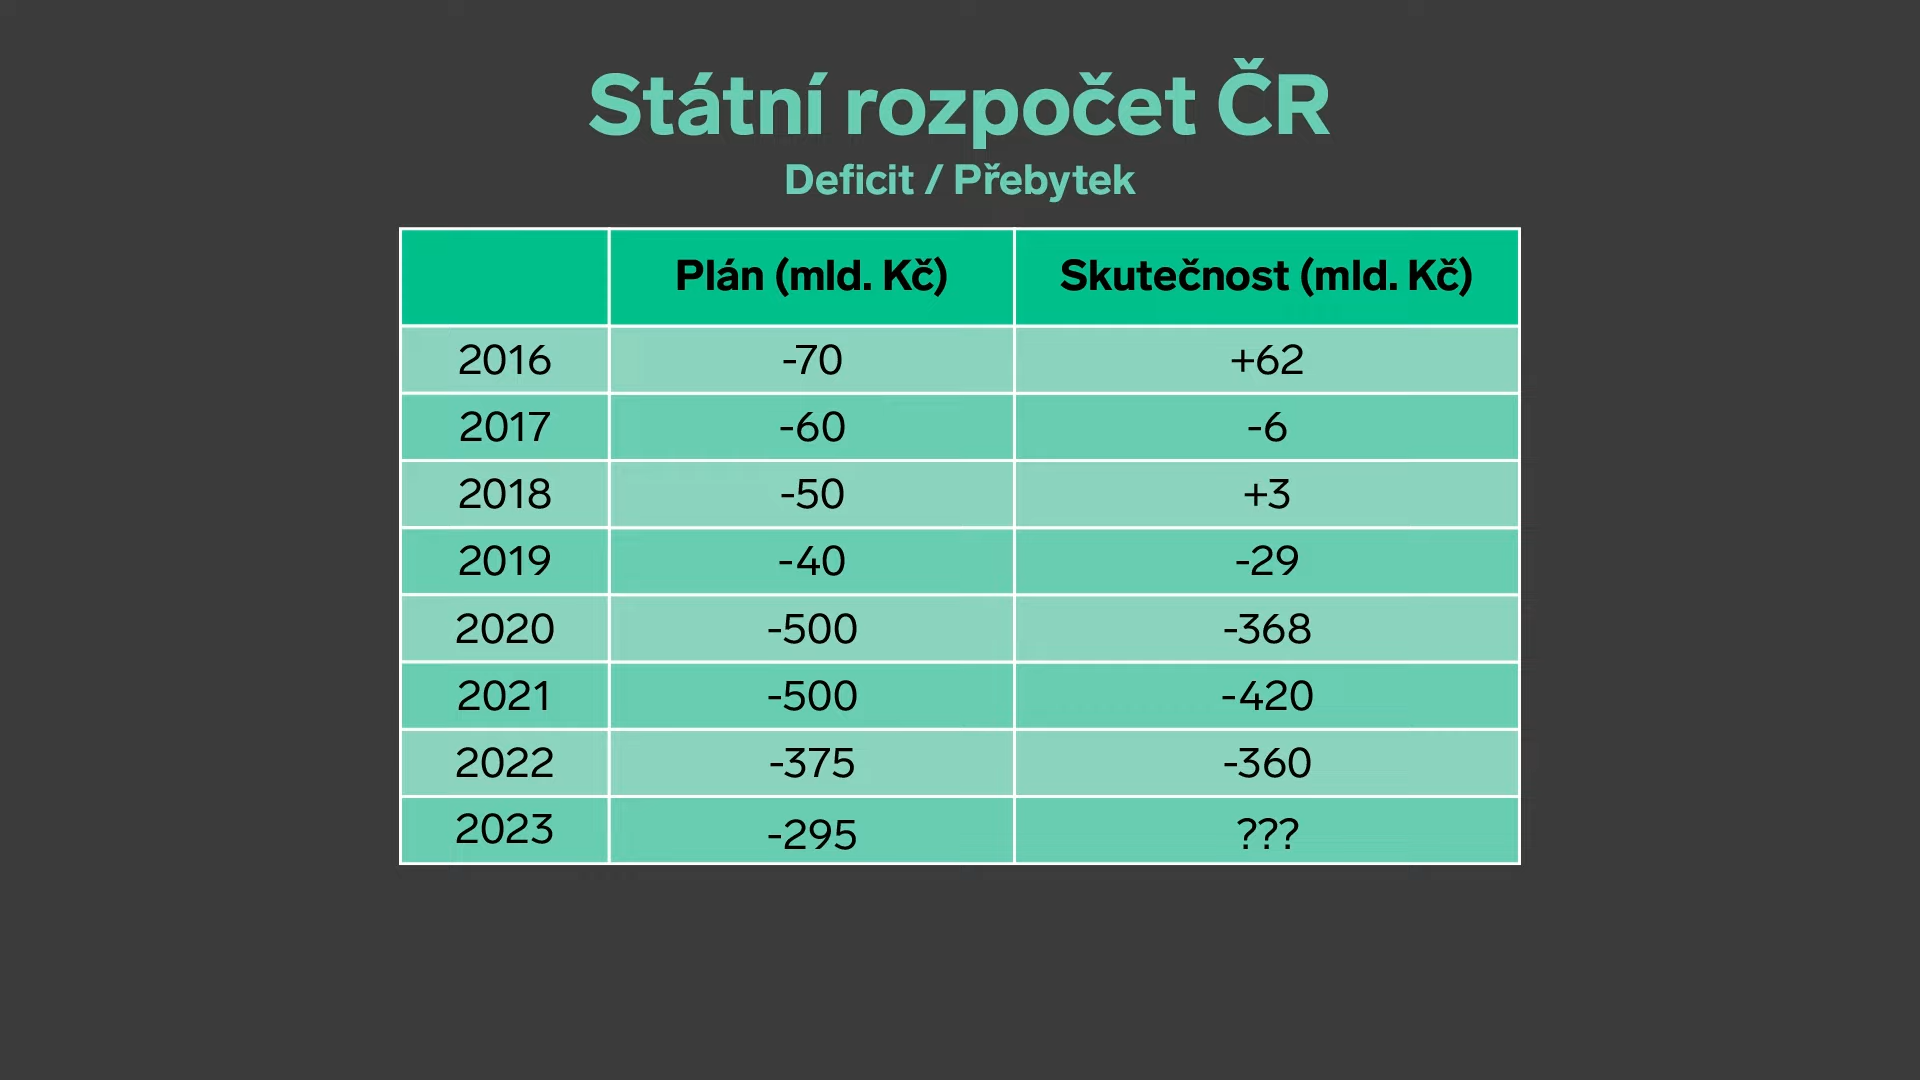 Státní rozpočet ČR
Deficit / Přebytek
Plán (mld. Kč) Skutečnost (mld. Kč)
2016 -70 +62
2017 -60 -6
2018 -50 +3
2019 -40 -29
2020 -500 -368
2021 -500 -420
2022 -375 -360
2023 -295 ???